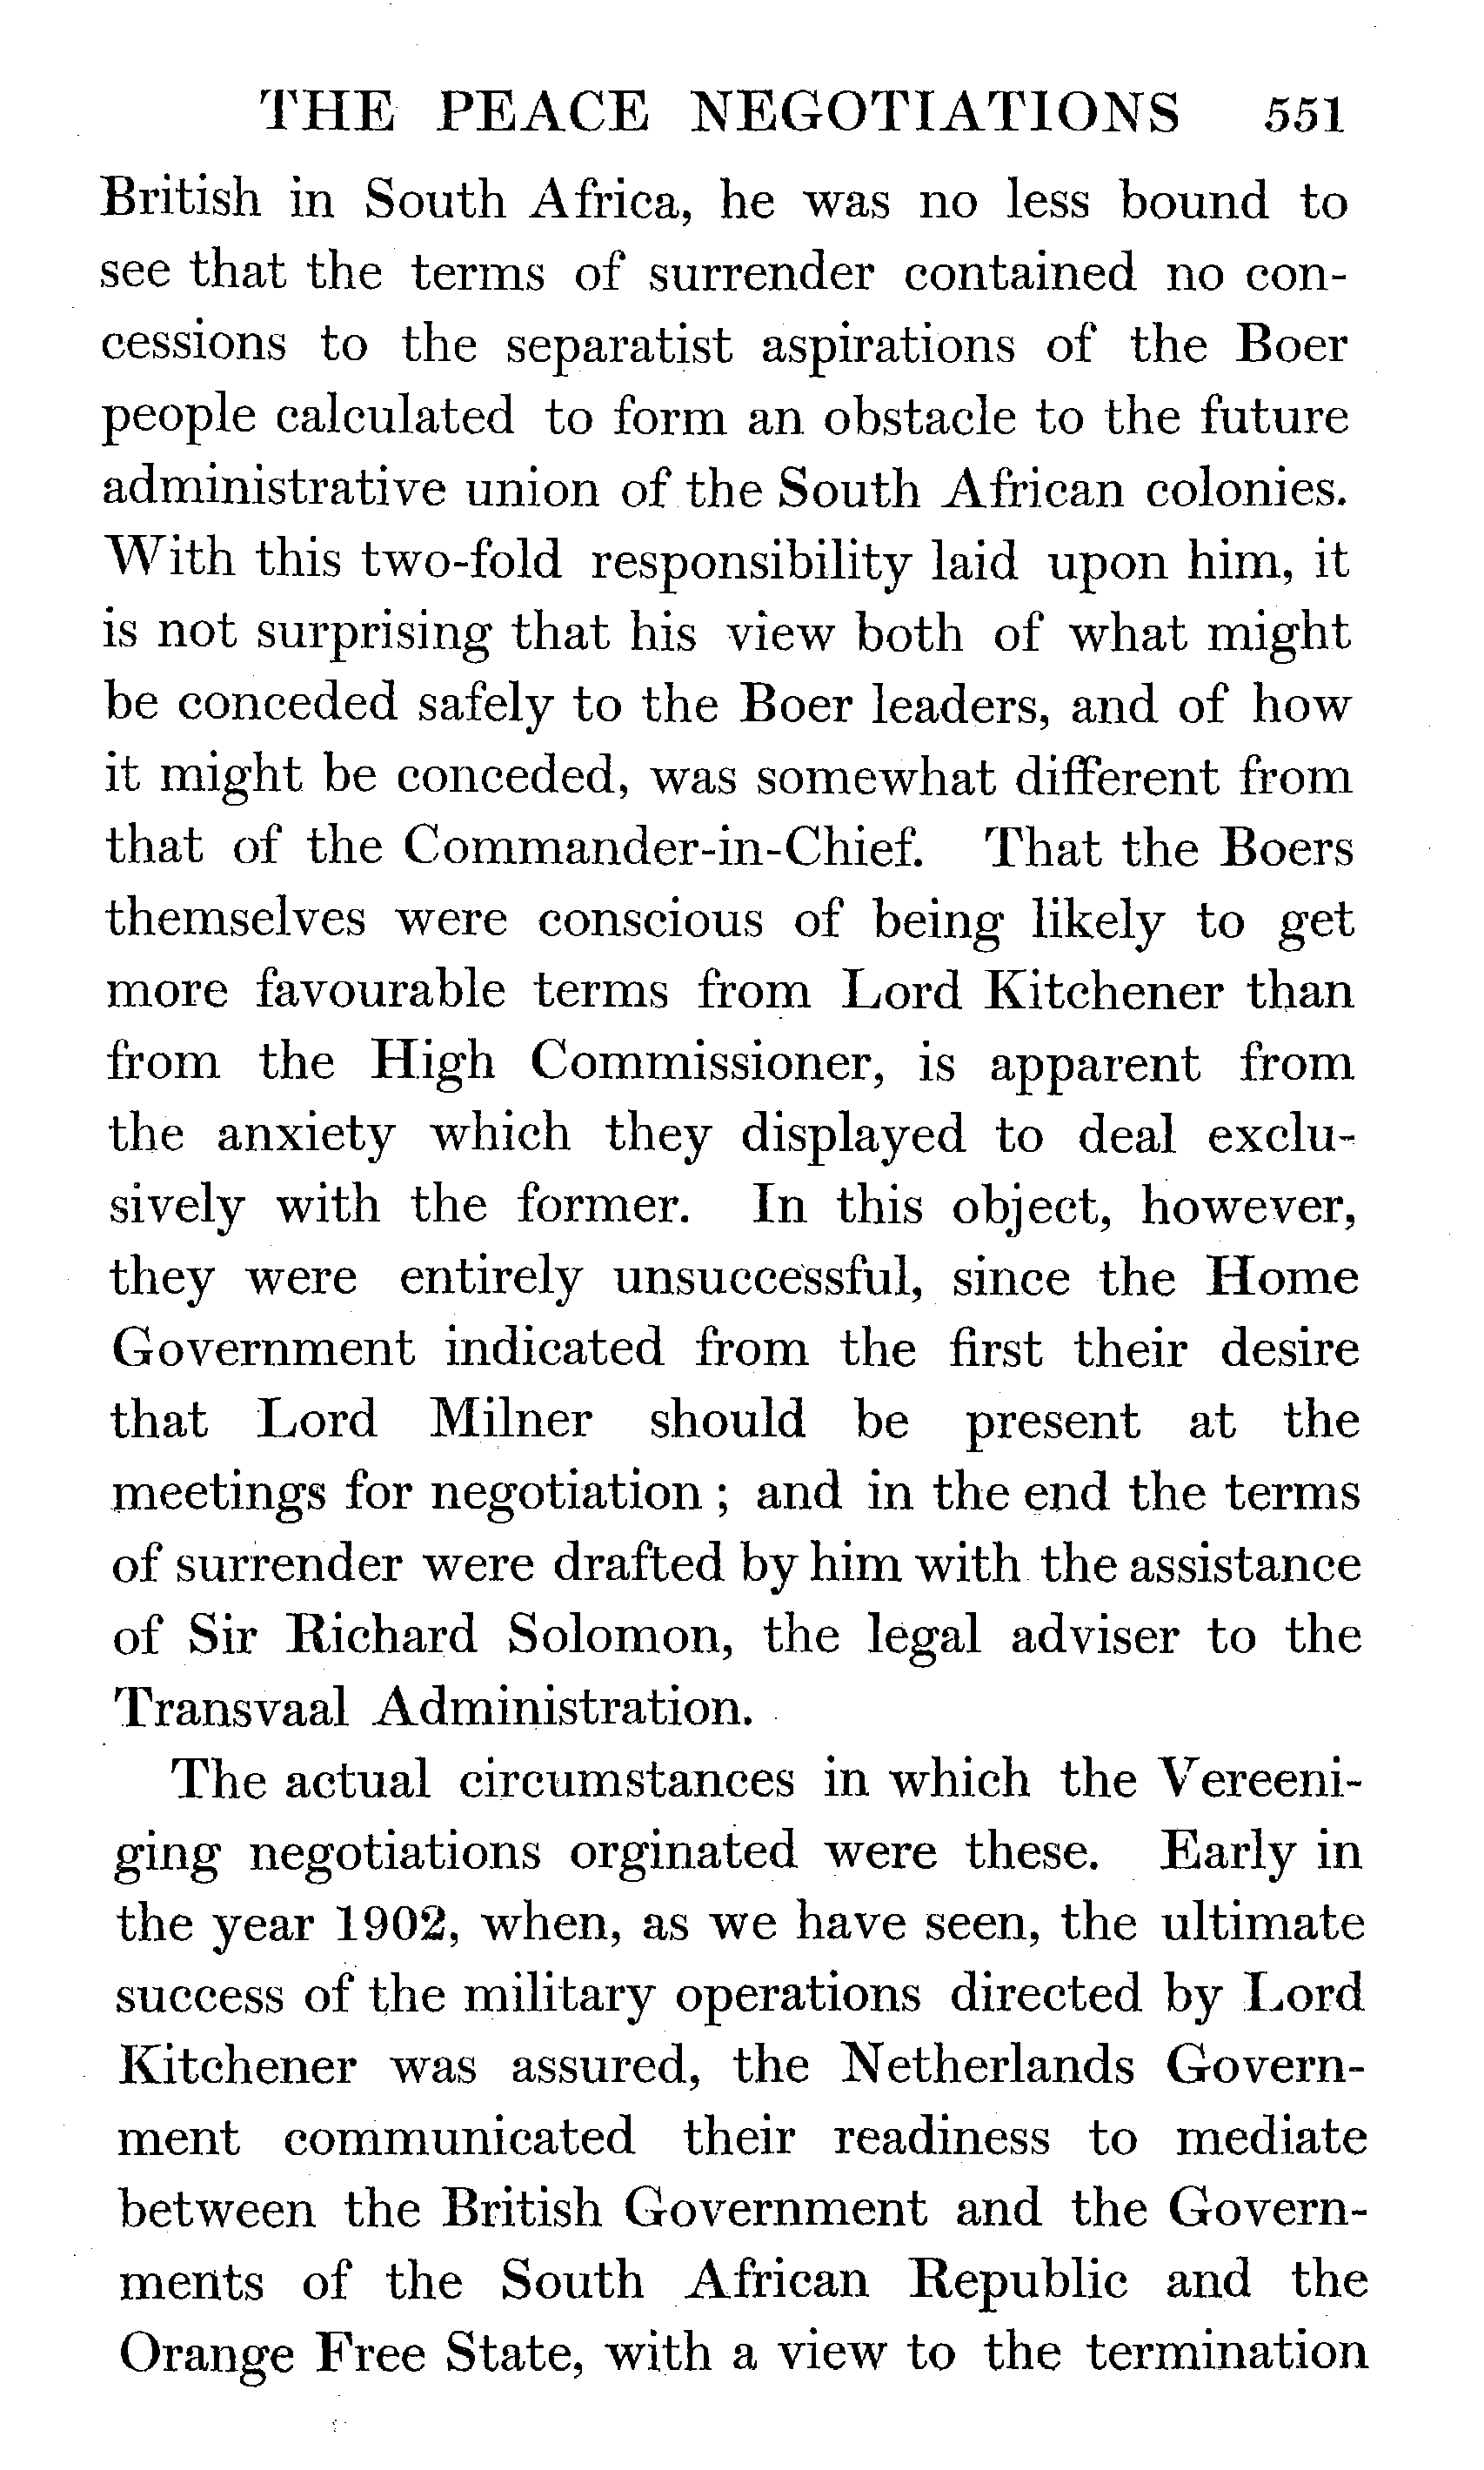 THE PEACE NEGOTIATIONS 551
British in South Africa, he was no less bound to
see that the terms of surrender contained no con-
cessions to the separatist aspirations of the Boer
people calculated to form an obstacle to the future
administrative union of the South African colonies.
With this two-fold responsibility laid upon him, it
is not surprising that his view both of what might
be conceded safely to the Boer leaders, and of how
it might be conceded, was somewhat different from
that of the Commander-in-Chief. That the Boers
themselves were conscious of being likely to get
more favourable terms from Lord Kitchener than
from the High Commissioner, is apparent from
the anxiety which they displayed to deal exclu-
sively with the former. In this object, however,
they were entirely unsuccessful, since the Home
Government indicated from the first their desire
that Lord Milner should be present at the
meetings for negotiation ; and in the end the terms
of surrender were drafted by him with the assistance
of Sir Richard Solomon, the legal adviser to the
Transvaal Administration.
The actual circumstances in which the Vereeni-
ging negotiations orginated were these. Early in
the year 1902, when, as we have seen, the ultimate
success of the military operations directed by Lord
Kitchener was assured, the Netherlands Govern-
ment communicated their readiness to mediate
between the British Government and the Govern-
ments of the South African Republic and the
Orange Free State, with a view to the termination